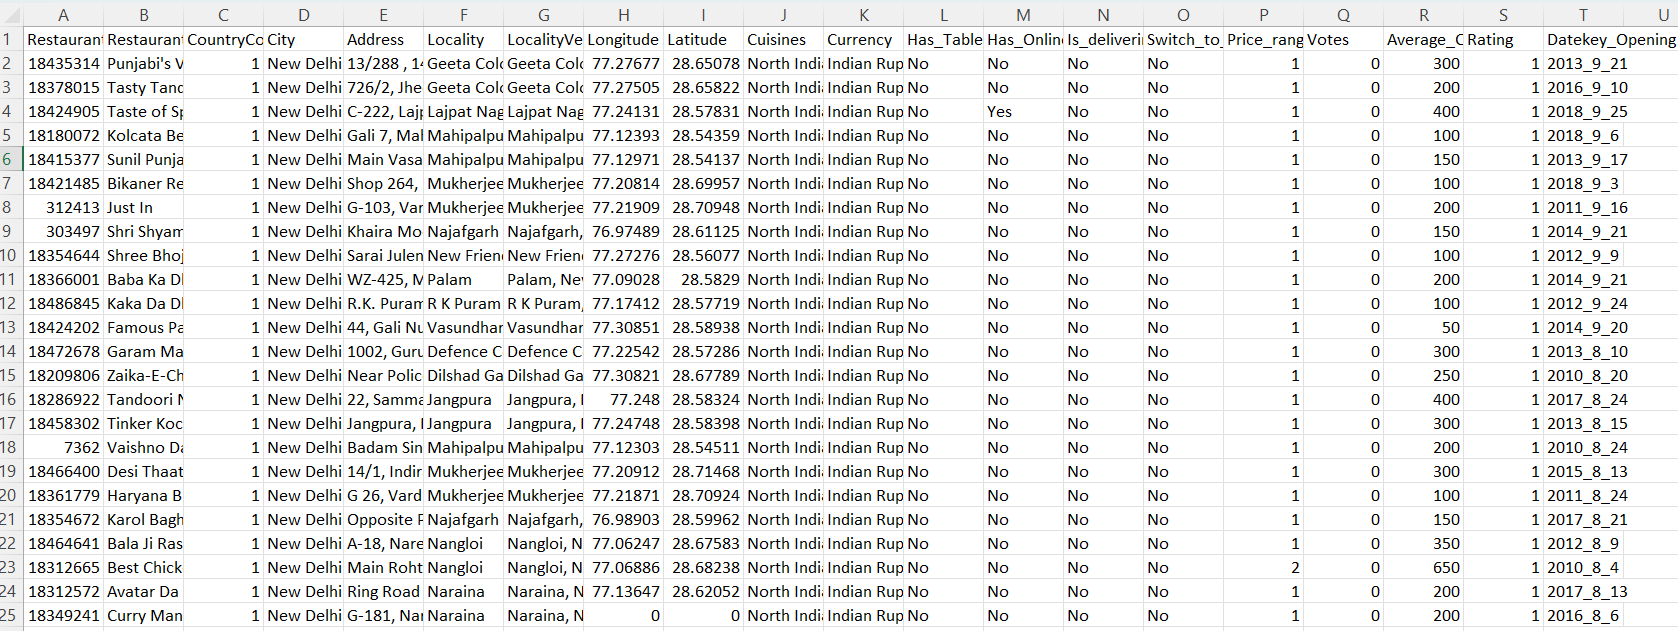 A B C D E F G H I J K L M N O P Q R S T U
1 Restaurant Restaurant CountryCo City Address Locality LocalityVe Longitude Latitude Cuisines Currency Has_Table Has_Onlin Is_deliveri Switch_to_ Price_rang Votes Average_C Rating Datekey_Opening
2 18435314 Punjabi's V 1 New Delhi 13/288 , 14 Geeta Colo Geeta Colo 77.27677 28.65078 North Indi Indian Rup No No No No 1 0 300 1 2013_9_21
3 18378015 Tasty Tand 1 New Delhi 726/2, Jhe Geeta Colo Geeta Colo 77.27505 28.65822 North Indi Indian Rup No No No No 1 0 200 1 2016_9_10
4 18424905 Taste of Sp 1 New Delhi C-222, Lajp Lajpat Nag Lajpat Nag 77.24131 28.57831 North Indi Indian Rup No Yes No No 1 0 400 1 2018_9_25
5 18180072 Kolcata Be 1 New Delhi Gali 7, Mah Mahipalpu Mahipalpu 77.12393 28.54359 North Indi Indian Rup No No No No 1 0 100 1 2018_9_6
6 18415377 Sunil Punja 1 New Delhi Main Vasa Mahipalpu Mahipalpu 77.12971 28.54137 North Indi Indian Rup No No No No 1 0 150 1 2013_9_17
7 18421485 Bikaner Re 1 New Delhi Shop 264, Mukherjee Mukherjee 77.20814 28.69957 North Indi Indian Rup No No No No 1 0 100 1 2018_9_3
8 312413 Just In 1 New Delhi G-103, Var Mukherjee Mukherjee 77.21909 28.70948 North Indi Indian Rup No No No No 1 0 200 1 2011_9_16
9 303497 Shri Shyam 1 New Delhi Khaira Mo Najafgarh Najafgarh, 76.97489 28.61125 North Indi Indian Rup No No No No 1 0 150 1 2014_9_21
10 18354644 Shree Bhoj 1 New Delhi Sarai Julen New Frien New Frien 77.27276 28.56077 North Indi Indian Rup No No No No 1 0 100 1 2012_9_9
11 18366001 Baba Ka Dh 1 New Delhi WZ-425, M Palam Palam, Nev 77.09028 28.5829 North Indi Indian Rup No No No No 1 0 200 1 2014_9_21
12 18486845 Kaka Da Dh 1 New Delhi R.K. Puram R K Puram R K Puram, 77.17412 28.57719 North Indi Indian Rup No No No No 1 0 100 1 2012_9_24
13 18424202 Famous Pa 1 New Delhi 44, Gali Nu Vasundhar Vasundhar 77.30851 28.58938 North Indi Indian Rup No No No No 1 0 50 1 2014_9_20
14 18472678 Garam Ma 1 New Delhi 1002, Guru Defence C Defence C 77.22542 28.57286 North Indi Indian Rup No No No No 1 0 300 1 2013_8_10
15 18209806 Zaika-E-Ch 1 New Delhi Near Polic Dilshad Ga Dilshad Ga 77.30821 28.67789 North Indi Indian Rup No No No No 1 0 250 1 2010_8_20
16 18286922 Tandoori N 1 New Delhi 22, Samma Jangpura Jangpura, 77.248 28.58324 North Indi Indian Rup No No No No 1 0 400 1 2017_8_24
17 18458302 Tinker Koc 1 New Delhi Jangpura, Jangpura Jangpura, 77.24748 28.58398 North Indi Indian Rup No No No No 1 0 300 1 2013_8_15
18 7362 Vaishno Da 1 New Delhi Badam Sin Mahipalpu Mahipalpu 77.12303 28.54511 North Indi Indian Rup No No No No 1 0 200 1 2010_8_24
19 18466400 Desi Thaat 1 New Delhi 14/1, Indir Mukherjee Mukherjee 77.20912 28.71468 North Indi Indian Rup No No No No 1 0 300 1 2015_8_13
20 18361779 Haryana B 1 New Delhi G 26, Vard Mukherjee Mukherjee 77.21871 28.70924 North Indi Indian Rup No No No No 1 0 100 1 2011_8_24
21 18354672 Karol Bagh 1 New Delhi Opposite P Najafgarh Najafgarh, 76.98903 28.59962 North Indi Indian Rup No No No No 1 0 150 1 2017_8_21
22 18464641 Bala Ji Ras 1 New Delhi A-18, Nare Nangloi Nangloi, N 77.06247 28.67583 North Indi Indian Rup No No No No 1 0 350 1 2012_8_9
23 18312665 Best Chick 1 New Delhi Main Roht Nangloi Nangloi, N 77.06886 28.68238 North Indi Indian Rup No No No No 2 0 650 1 2010_8_4
24 18312572 Avatar Da 1 New Delhi Ring Road Naraina Naraina, N 77.13647 28.62052 North Indi Indian Rup No No No No 1 0 200 1 2017_8_13
25 18349241 Curry Man 1 New Delhi G-181, Nar Naraina Naraina, N 0 0 North Indi Indian Rup No No No No 1 0 200 1 2016_8_6